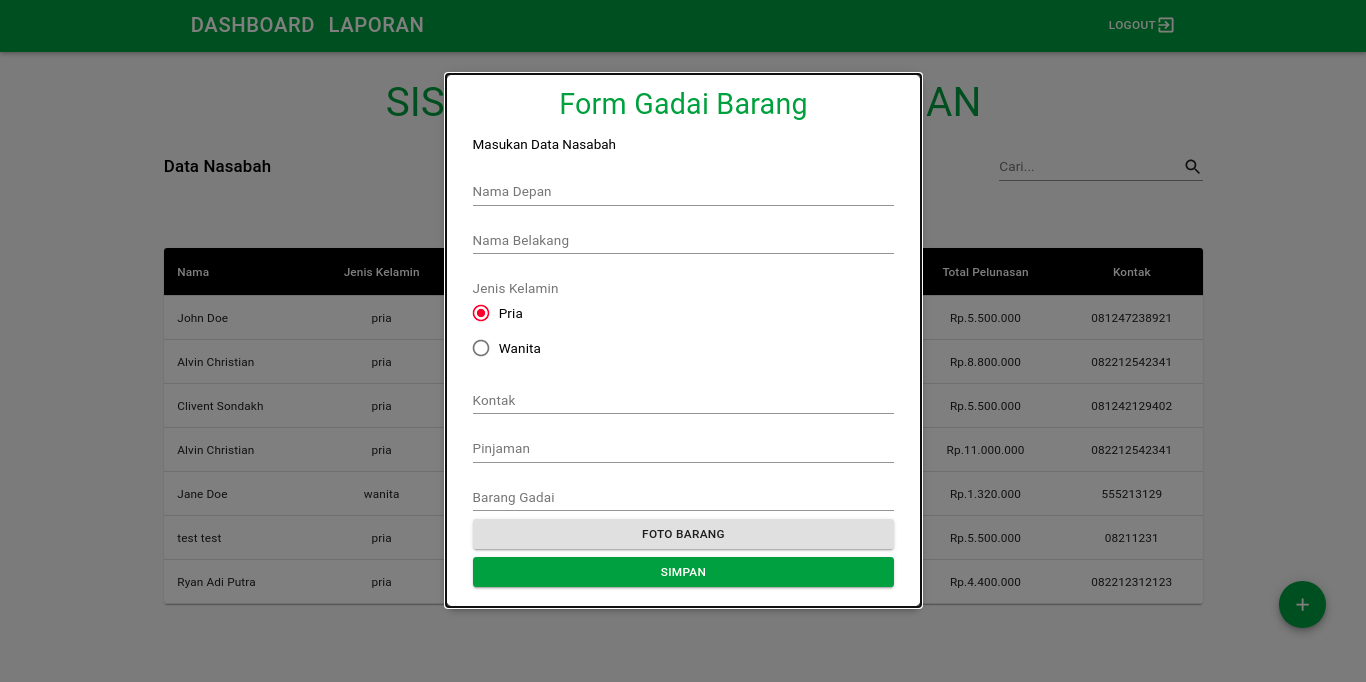 DASHBOARD LAPORAN
LOGOUT
SIS
AN
Form Gadai Barang
Masukan Data Nasabah
Nama Depan
Nama Belakang
Jenis Kelamin
Pria
Wanita
Kontak
Pinjaman
Barang Gadai
FOTO BARANG
SIMPAN
Data Nasabah
Cari...
Nama Jenis Kelamin Total Pelunasan Kontak
John Doe pria Rp.5.500.000 081247238921
Alvin Christian pria Rp.8.800.000 082212542341
Clivent Sondakh pria Rp.5.500.000 081242129402
Alvin Christian pria Rp.11.000.000 082212542341
Jane Doe wanita Rp.1.320.000 555213129
test test pria Rp.5.500.000 08211231
Ryan Adi Putra pria Rp.4.400.000 082212312123
+